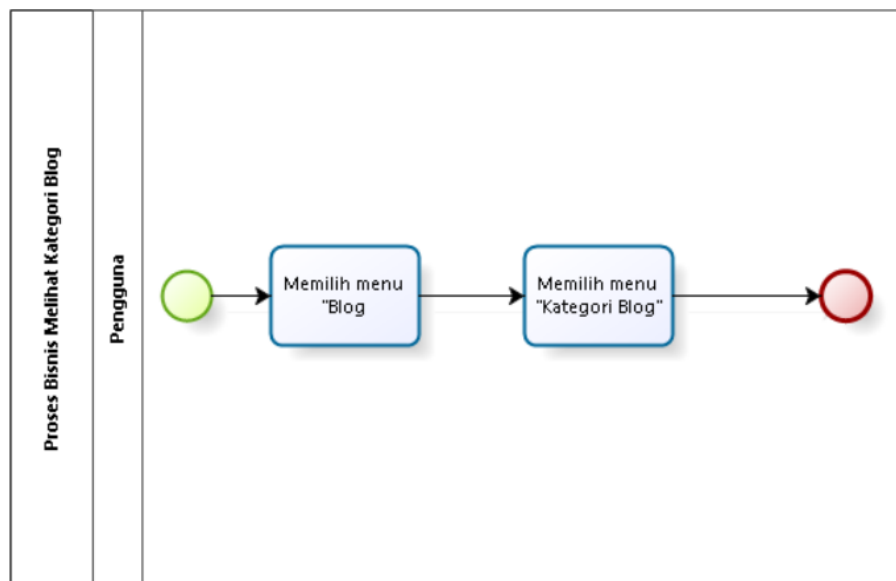 Proses Bisnis Melihat Kategori Blog
Pengguna
Memilih menu
"Blog
Memilih menu
"Kategori Blog"